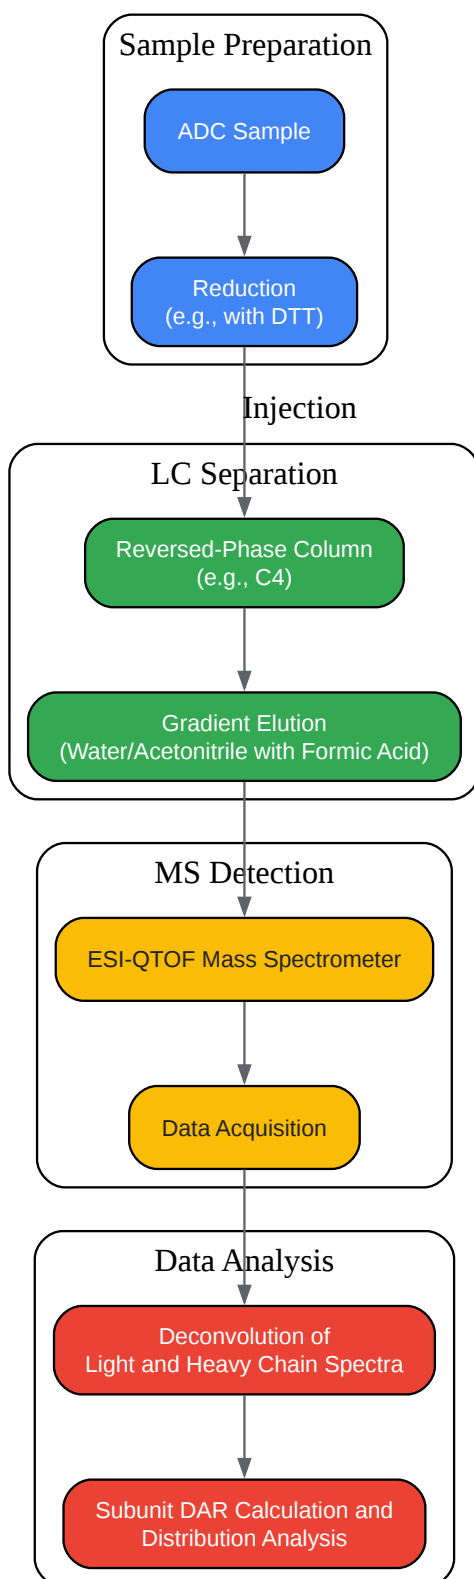 Sample Preparation
ADC Sample
Reduction
(e.g., with DTT)
Injection
LC Separation
Reversed-Phase Column
(e.g., C4)
Gradient Elution
(Water/Acetonitrile with Formic Acid)
MS Detection
ESI-QTOF Mass Spectrometer
Data Acquisition
Data Analysis
Deconvolution of
Light and Heavy Chain Spectra
Subunit DAR Calculation and
Distribution Analysis